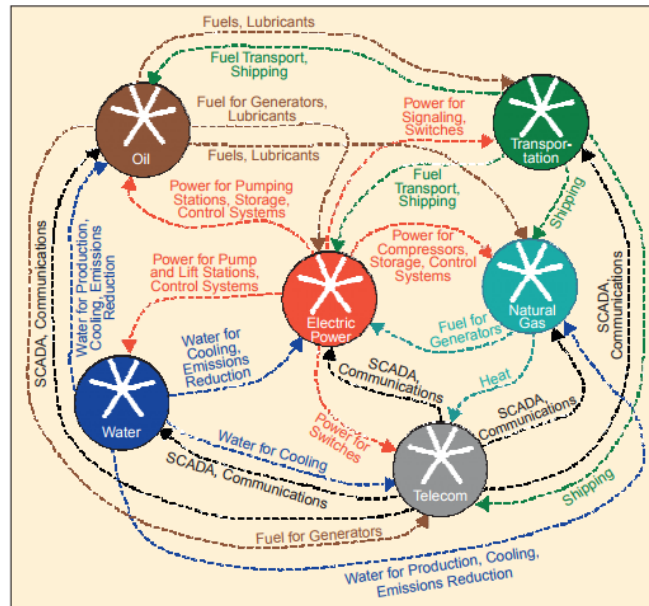 Fuels, Lubricants
Fuel Transport,
Shipping
Fuel for Generators,
Lubricants
Power for
Signaling, Switches
Oil
Transpor-
tation
Fuels, Lubricants
Power for Pumping
Stations, Storage,
Control Systems
Fuel
Transport,
Shipping
Shipping
Power for Pump
and Lift Stations,
Control Systems
Power for
Compressors,
Storage, Control
Systems
SCADA, Communications
Water for Production,
Cooling, Emissions
Reduction
Electric
Power
Natural
Gas
SCADA,
Communications
Water for
Cooling,
Emissions
Reduction
Fuel for
Generators
SCADA,
Communications
Heat
SCADA,
Communications
Water
Power for
Switches
Water for Cooling
SCADA, Communications
Telecom
Shipping
Fuel for Generators
Water for Production, Cooling,
Emissions Reduction